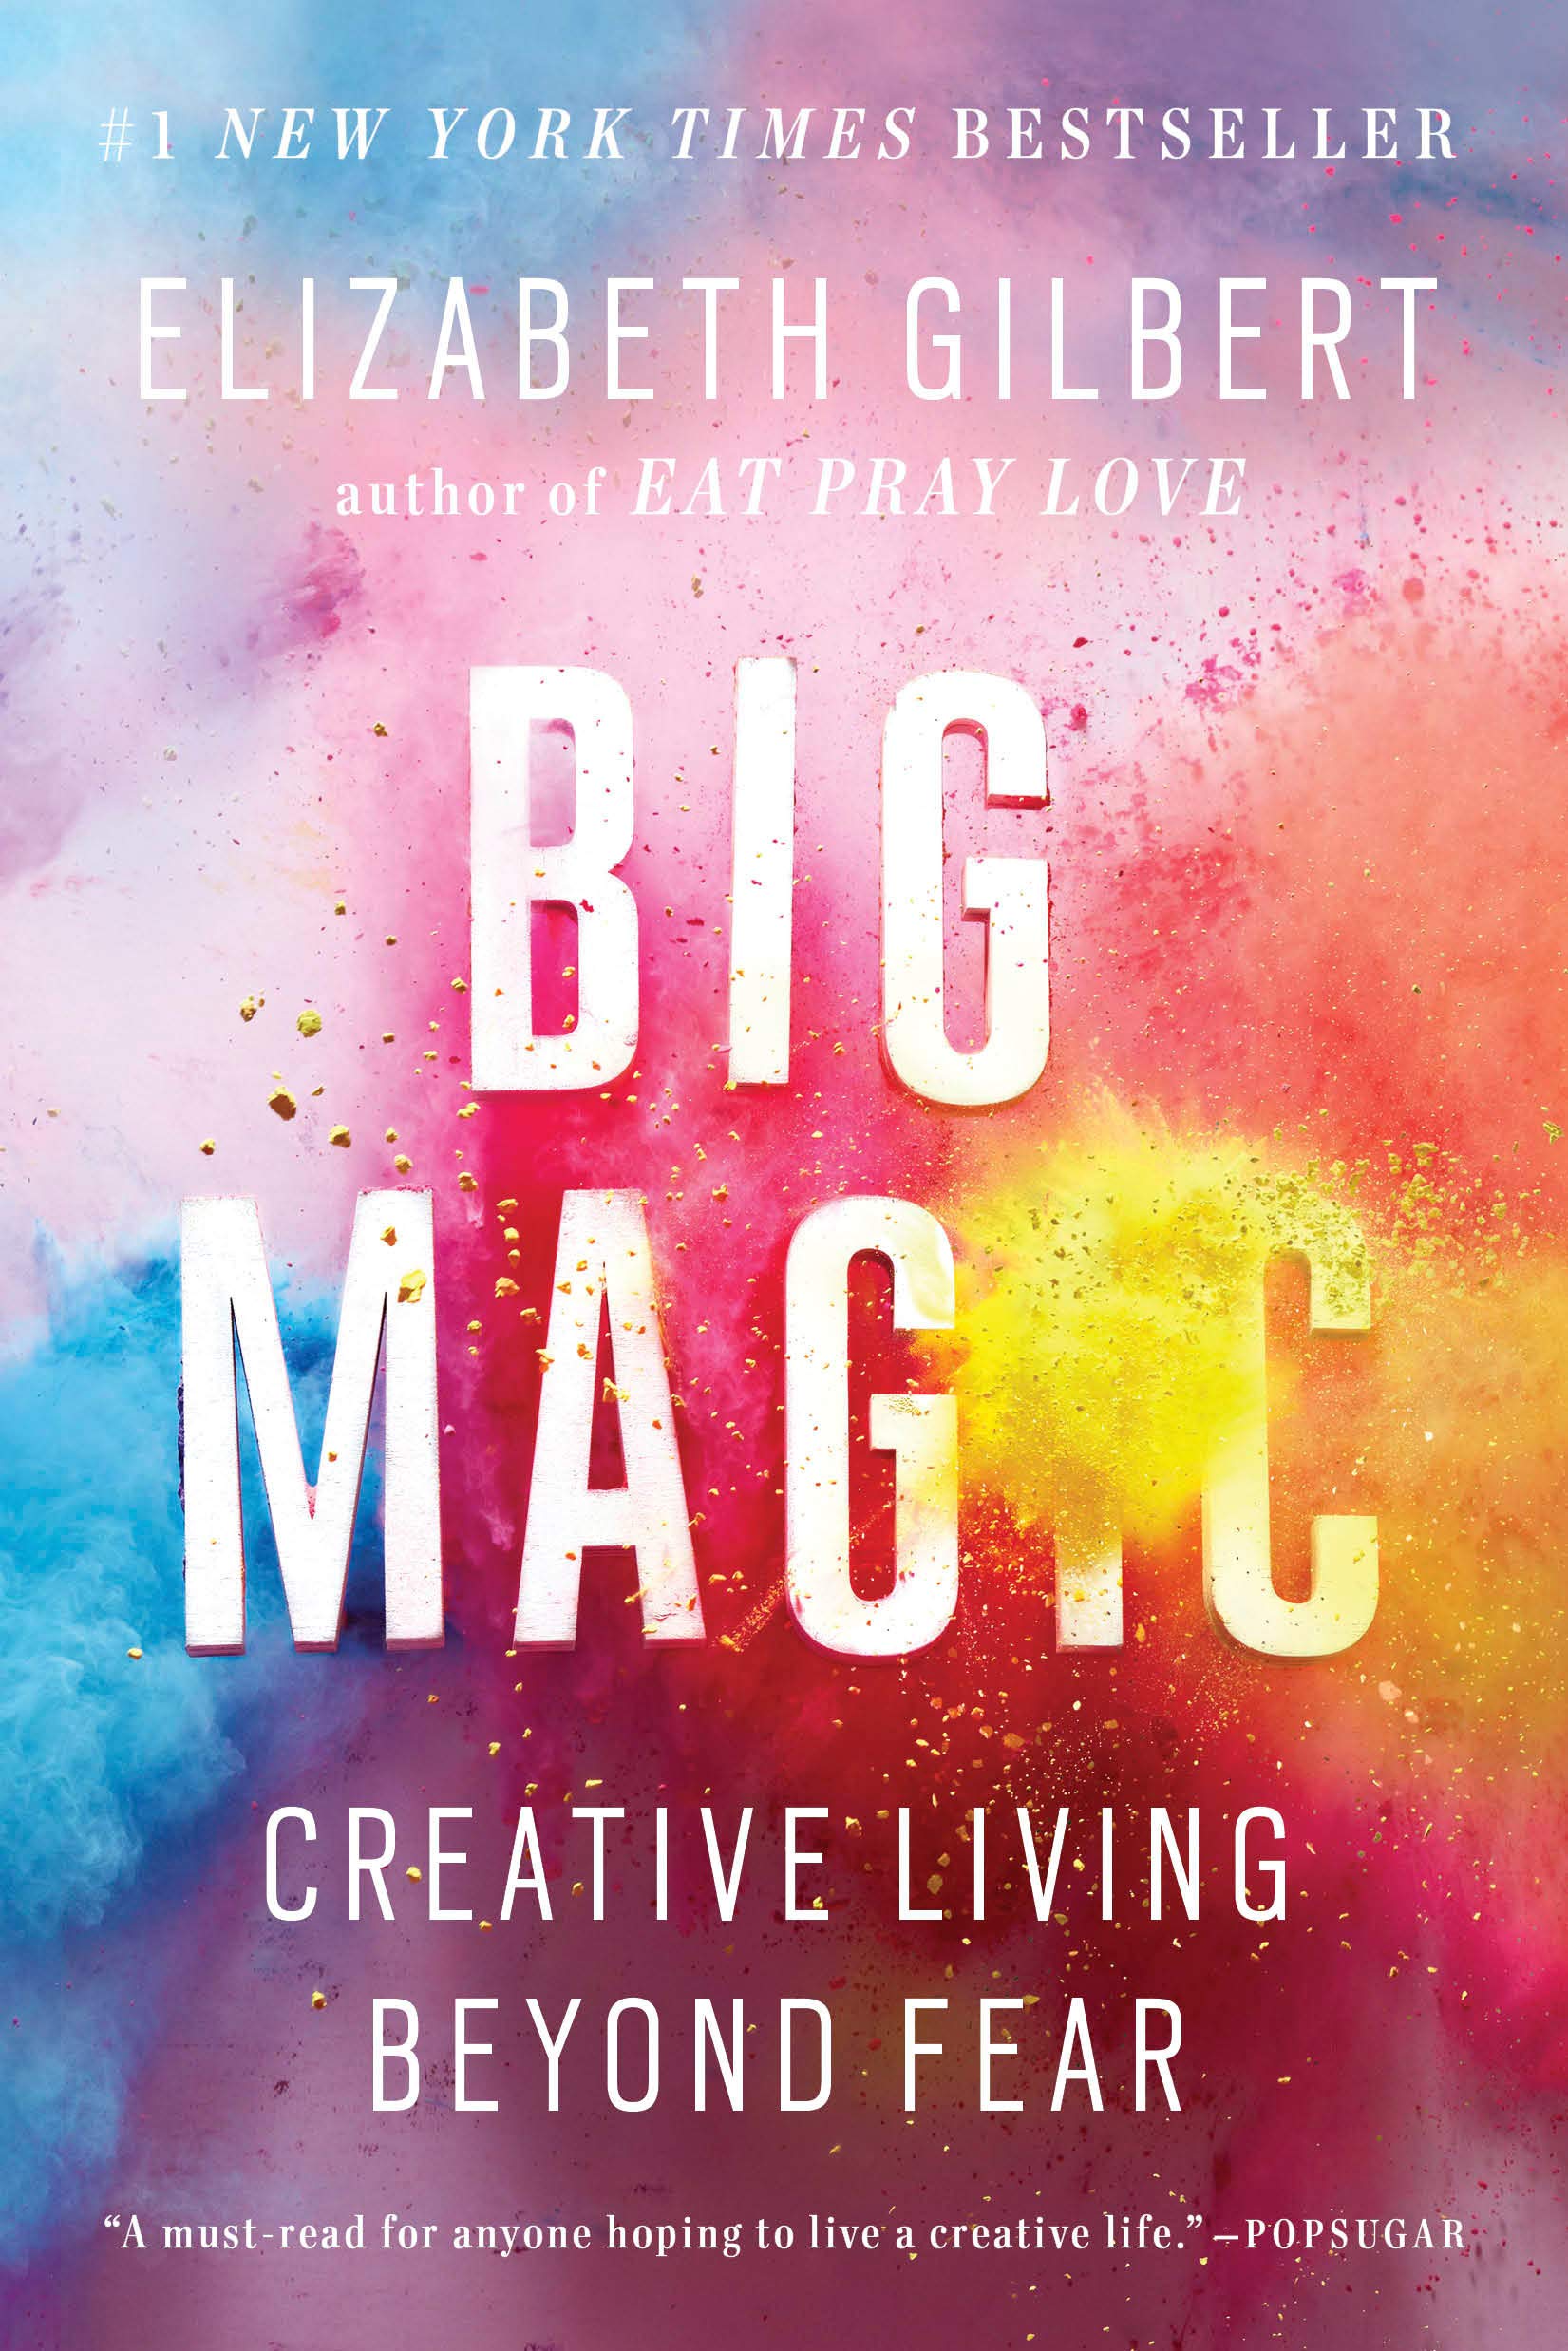 #1 NEW YORK TIMES BESTSELLER
ELIZABETH GILBERT
author of EAT PRAY LOVE
BIG
MAGIC
CREATIVE LIVING
BEYOND FEAR
“A must-read for anyone hoping to live a creative life.” —POPSUGAR